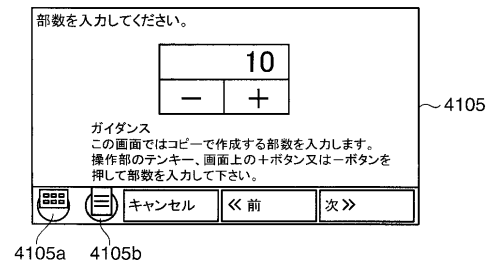 部数を入力してください。
10
− +
4105
ガイダンス
この画面ではコピーで作成する部数を入力します。
操作部のテンキー、画面上の＋ボタン又は－ボタンを
押して部数を入力して下さい。
キャンセル 《 前 次 》
4105a 4105b